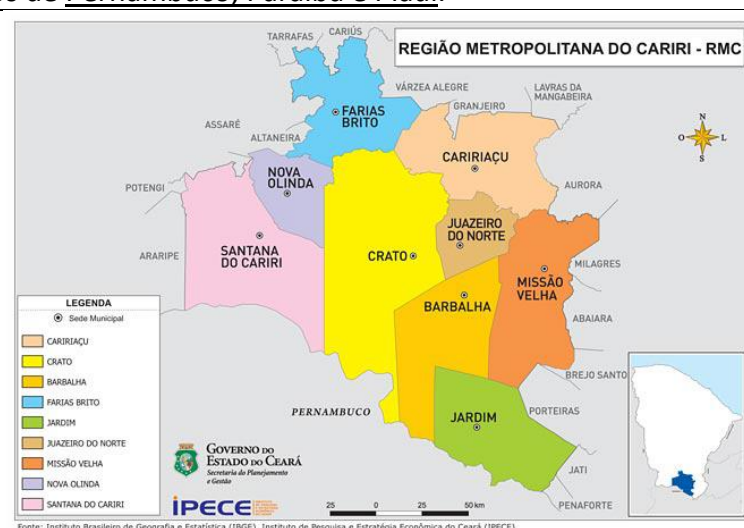 de Pernambuco, Paraíba e Piauí.
REGIÃO METROPOLITANA DO CARIRI - RMC
TARRAFAS
CARIÚS
VÁRZEA ALEGRE
GRANJEIRO
LAVRAS DA
MANGABEIRA
FARIAS
BRITO
ASSARÉ
ALTANEIRA
CARIRIAÇU
N
O
L
S
NOVA
OLINDA
POTENGI
AURORA
JUAZEIRO
DO NORTE
ARARIPE
SANTANA
DO CARIRI
CRATO
MISSÃO
VELHA
MILAGRES
BARBALHA
ABAIARA
LEGENDA
Sede Municipal
CARIRIAÇU
CRATO
BARBALHA
FARIAS BRITO
JARDIM
JUAZEIRO DO NORTE
MISSÃO VELHA
NOVA OLINDA
SANTANA DO CARIRI
BREJO SANTO
PERNAMBUCO
JARDIM
PORTEIRAS
JATI
PENAFORTE
GOVERNO DO
ESTADO DO CEARÁ
Secretaria do Planejamento
e Gestão
IPECE
25 0 25 50 km
Fonte: Instituto Brasileiro de Geografia e Estatística (IBGE), Instituto de Pesquisa e Estratégia Econômica do Ceará (IPECE)